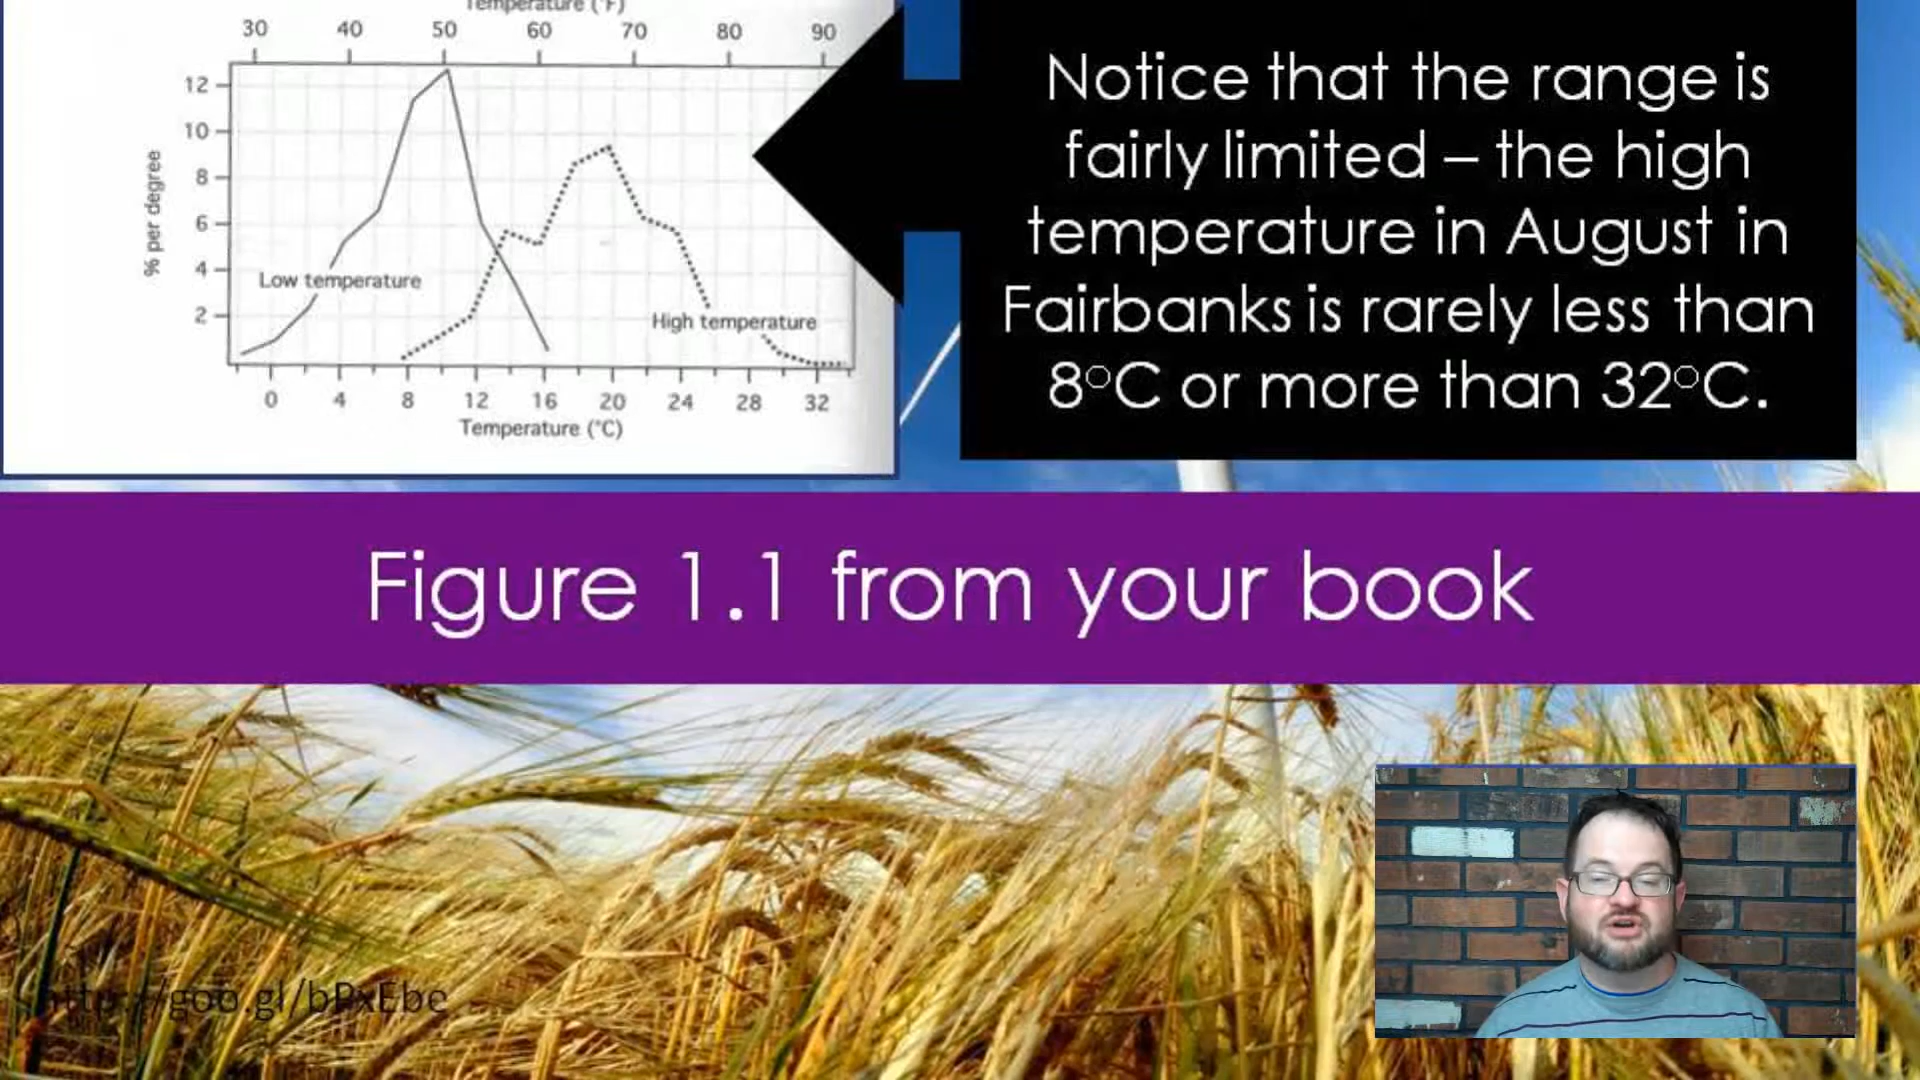 Temperature (°F)
30 40 50 60 70 80 90
12
10
8
6
4
2
% per degree
Low temperature
High temperature
0 4 8 12 16 20 24 28 32
Temperature (°C)
Notice that the range is
fairly limited – the high
temperature in August in
Fairbanks is rarely less than
8°C or more than 32°C.
Figure 1.1 from your book
http://goo.gl/bPxEbe